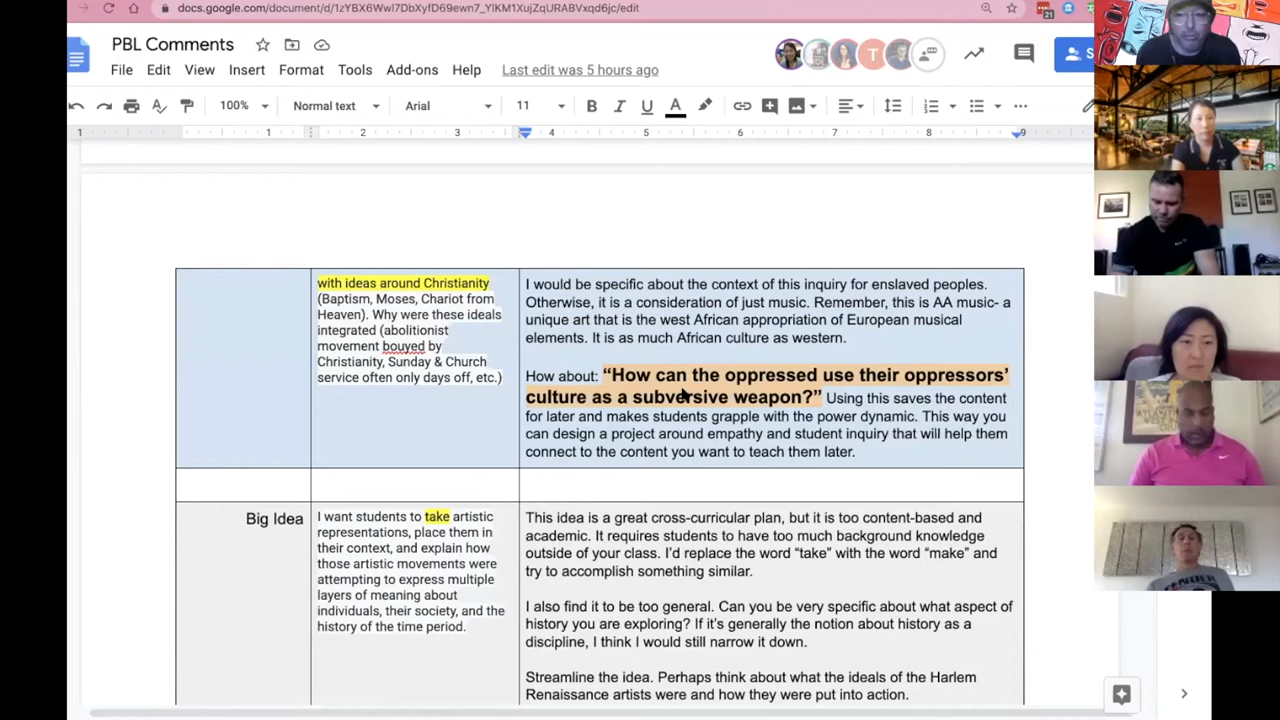 docs.google.com/document/d/1zYBX6Wwl7DbXyfD69ewn7_YlKM1XujZqURABVxqd6jc/edit
21
PBL Comments
File Edit View Insert Format Tools Add-ons Help Last edit was 5 hours ago
T
S
100% Normal text Arial 11 B I U A
1 1 2 3 4 5 6 7 8 9
with ideas around Christianity
(Baptism, Moses, Chariot from
Heaven). Why were these ideals
integrated (abolitionist
movement bouyed by
Christianity, Sunday & Church
service often only days off, etc.)
I would be specific about the context of this inquiry for enslaved peoples.
Otherwise, it is a consideration of just music. Remember, this is AA music- a
unique art that is the west African appropriation of European musical
elements. It is as much African culture as western.
How about: “How can the oppressed use their oppressors’
culture as a subversive weapon?” Using this saves the content
for later and makes students grapple with the power dynamic. This way you
can design a project around empathy and student inquiry that will help them
connect to the content you want to teach them later.
Big Idea
I want students to take artistic
representations, place them in
their context, and explain how
those artistic movements were
attempting to express multiple
layers of meaning about
individuals, their society, and the
history of the time period.
This idea is a great cross-curricular plan, but it is too content-based and
academic. It requires students to have too much background knowledge
outside of your class. I’d replace the word “take” with the word “make” and
try to accomplish something similar.
I also find it to be too general. Can you be very specific about what aspect of
history you are exploring? If it’s generally the notion about history as a
discipline, I think I would still narrow it down.
Streamline the idea. Perhaps think about what the ideals of the Harlem
Renaissance artists were and how they were put into action.